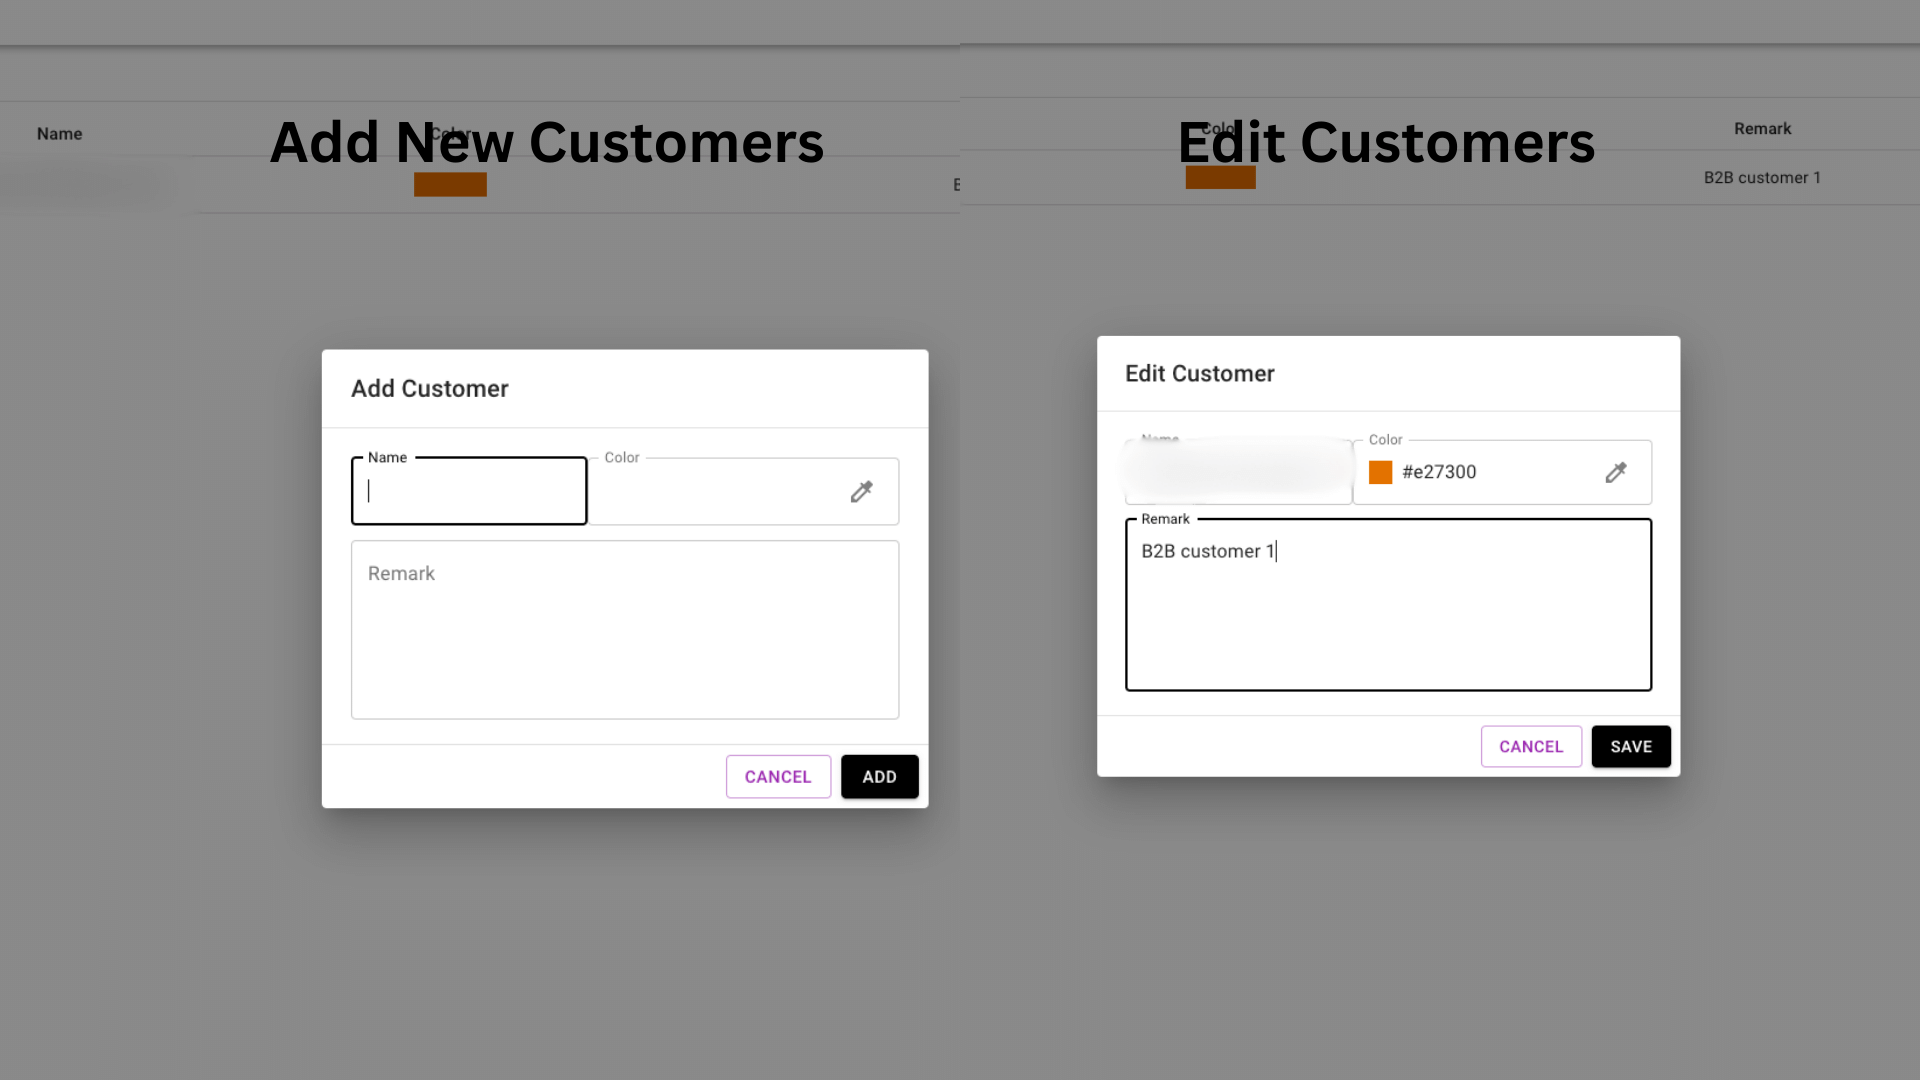 Add New Customers
Name
Color
Add Customer
Name
Color
Remark
CANCEL
ADD
Edit Customers
Remark
B2B customer 1
Edit Customer
Name
Color
#e27300
Remark
B2B customer 1
CANCEL
SAVE